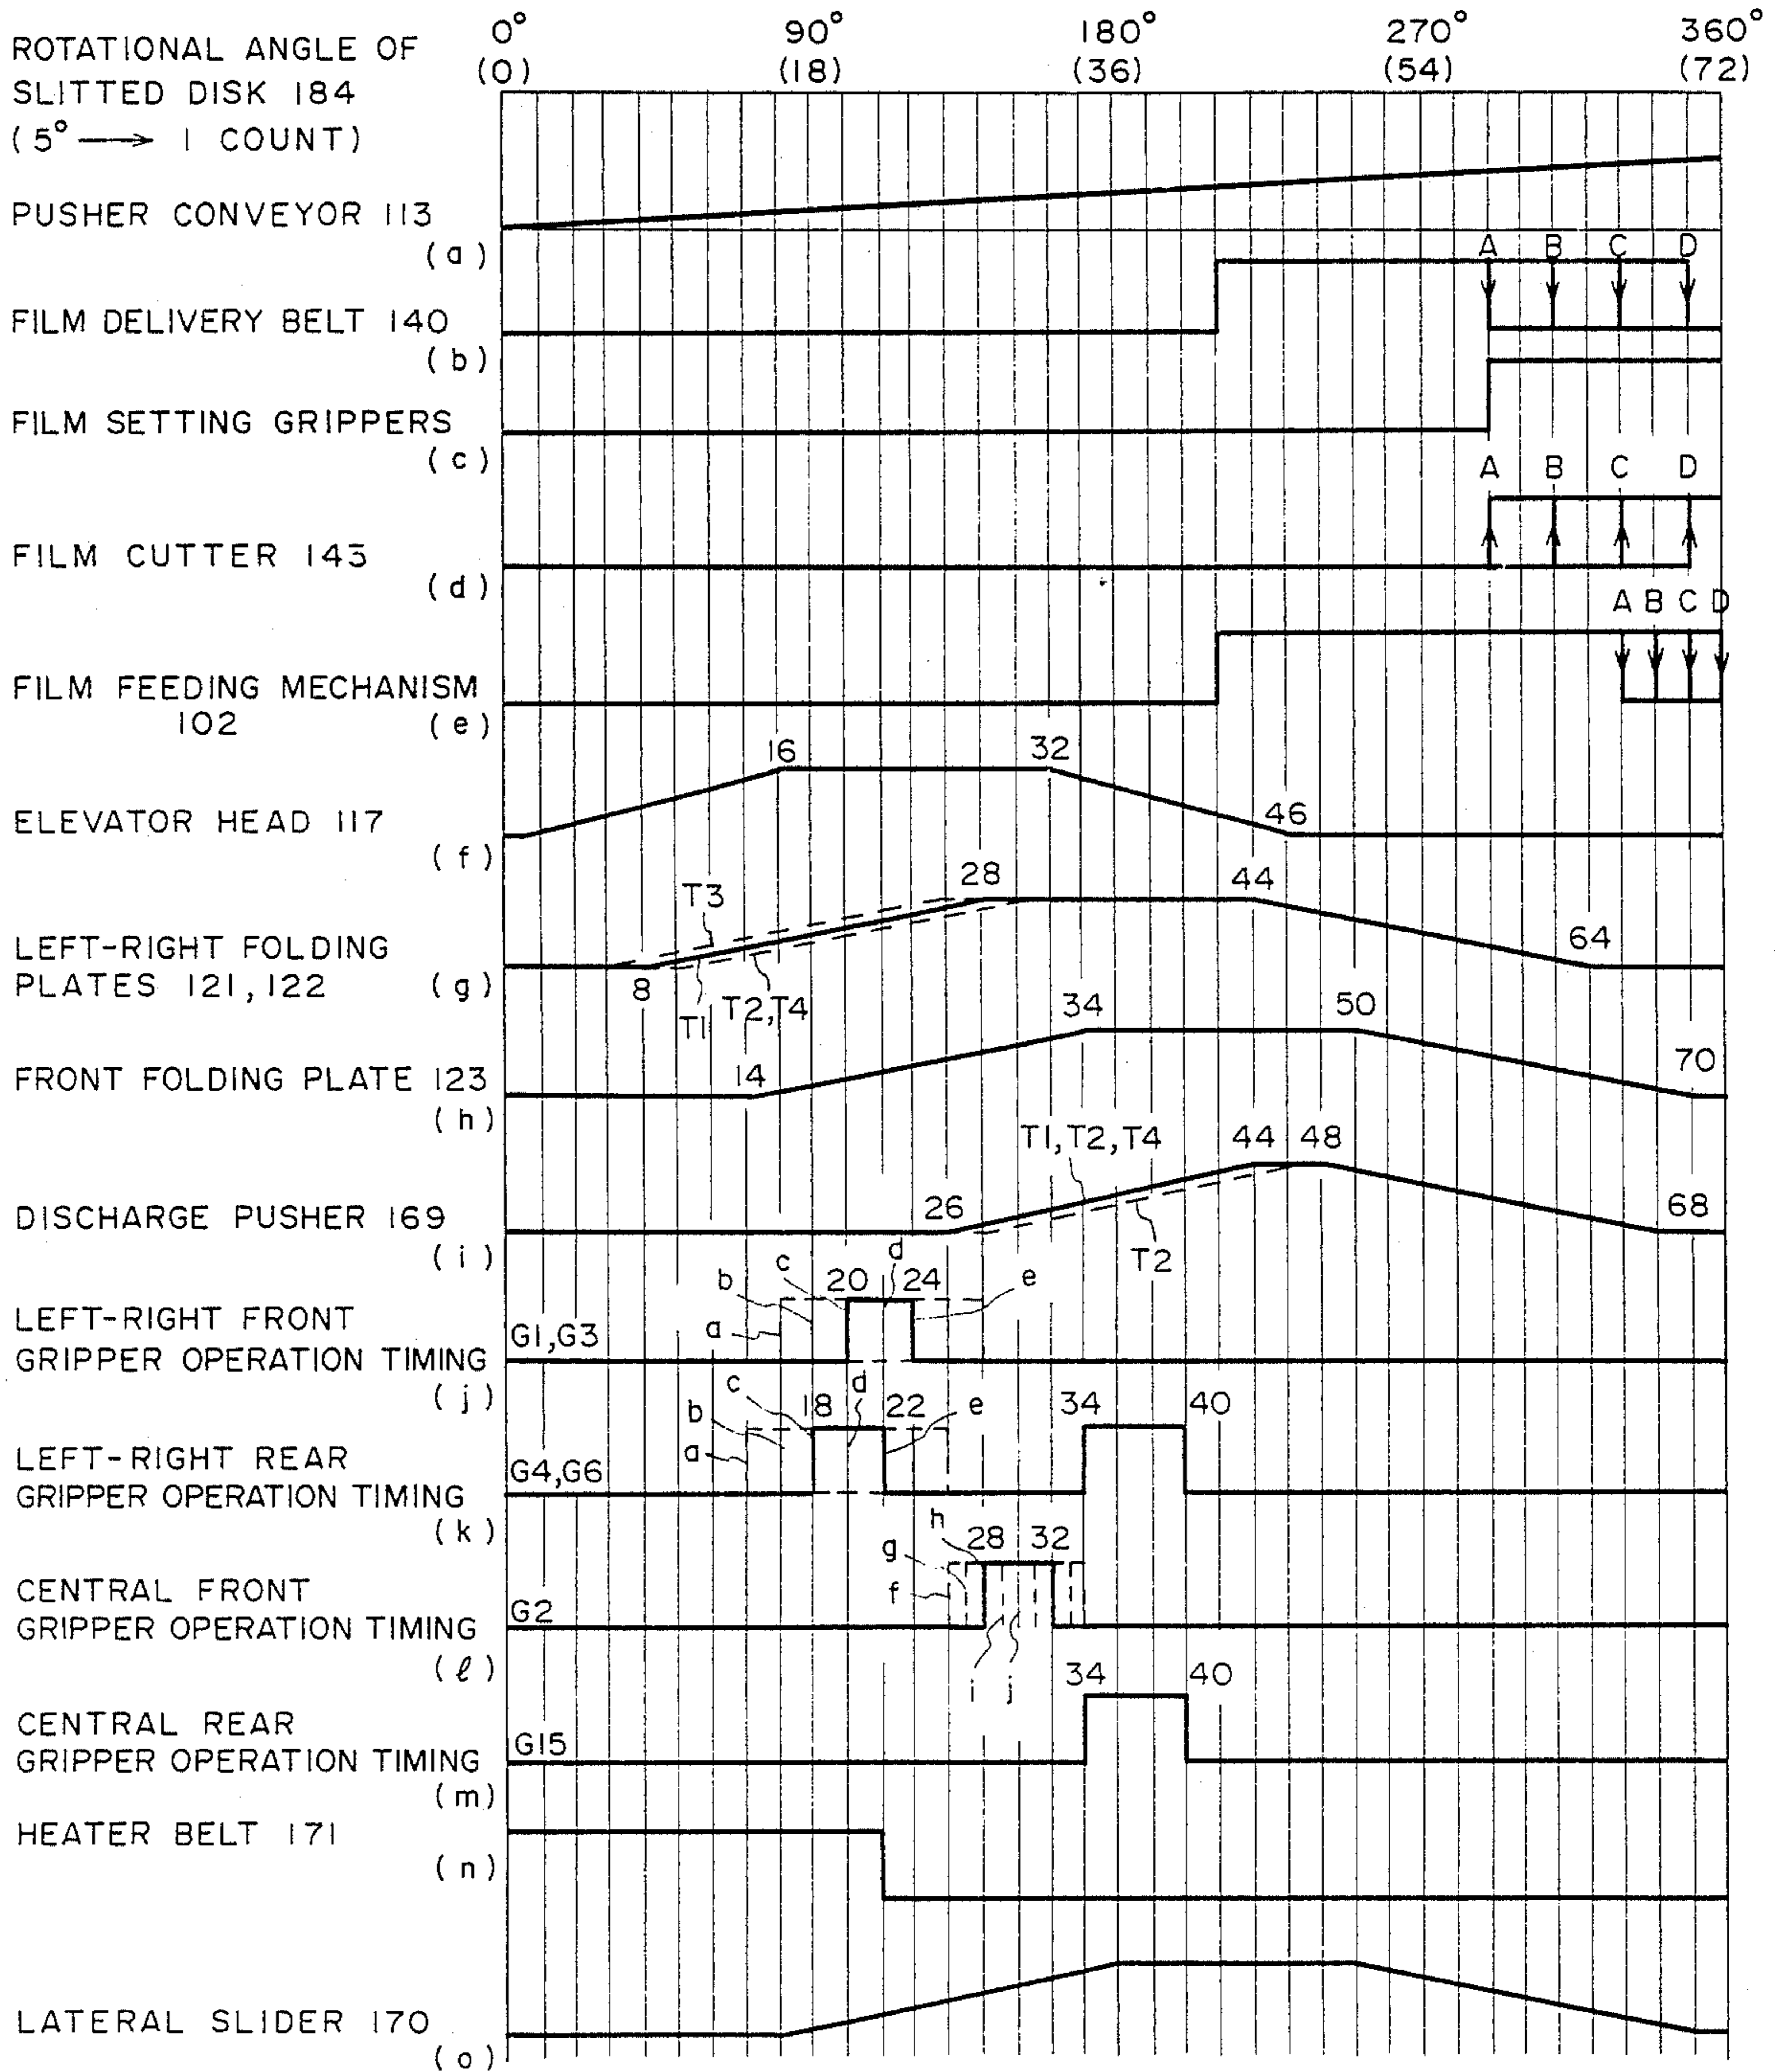 0° 90° 180° 270° 360°
(0) (18) (36) (54) (72)
ROTATIONAL ANGLE OF
SLITTED DISK 184
(5° → 1 COUNT)
PUSHER CONVEYOR 113
(a)
A B C D
FILM DELIVERY BELT 140
(b)
FILM SETTING GRIPPERS
(c)
A B C D
FILM CUTTER 143
(d)
A B C D
FILM FEEDING MECHANISM
102 (e)
16 32
ELEVATOR HEAD 117 46
(f)
T3 28 44
LEFT-RIGHT FOLDING 64
PLATES 121,122 (g) 8 T1 T2,T4
34 50
FRONT FOLDING PLATE 123 14 70
(h)
T1,T2,T4 44 48
DISCHARGE PUSHER 169 26 68
(i) T2
b c 20 d 24 e
LEFT-RIGHT FRONT G1,G3 a
GRIPPER OPERATION TIMING
(j)
b c 18 d 22 e 34 40
LEFT-RIGHT REAR G4,G6 a
GRIPPER OPERATION TIMING
(k)
g h 28 32
CENTRAL FRONT f
GRIPPER OPERATION TIMING G2
(ℓ) i j
34 40
CENTRAL REAR
GRIPPER OPERATION TIMING G15
(m)
HEATER BELT 171
(n)
LATERAL SLIDER 170
(o)